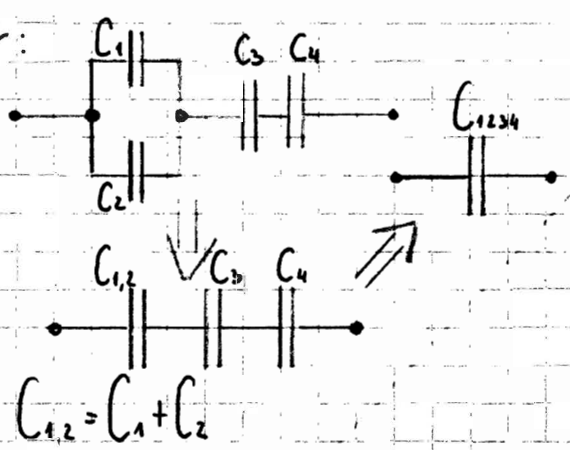 :
C₁ C₃ C₄
C₁₂₃₄
C₂
C₁,₂ C₃ C₄
C₁,₂ = C₁ + C₂